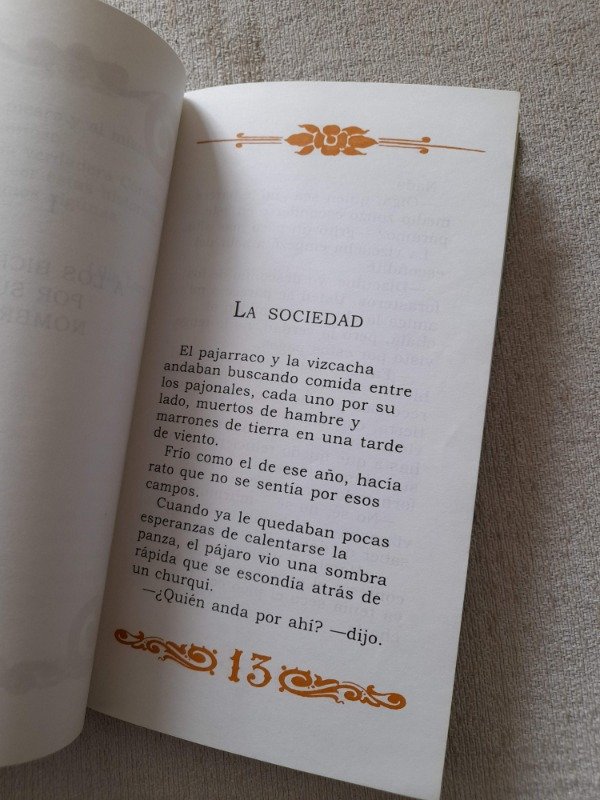 LA SOCIEDAD
El pajarraco y la vizcacha
andaban buscando comida entre
los pajonales, cada uno por su
lado, muertos de hambre y
marrones de tierra en una tarde
de viento.
Frío como el de ese año, hacía
rato que no se sentía por esos
campos.
Cuando ya le quedaban pocas
esperanzas de calentarse la
panza, el pájaro vio una sombra
rápida que se escondía atrás de
un churqui.
—¿Quién anda por ahí? —dijo.
13